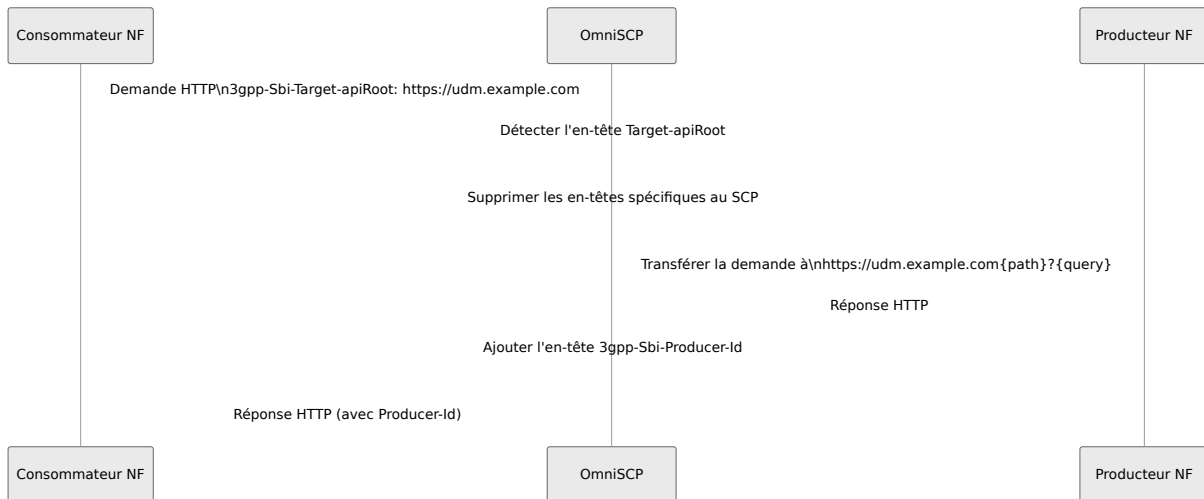 Consommateur NF
OmniSCP
Producteur NF
Demande HTTP\n3gpp-Sbi-Target-apiRoot: https://udm.example.com
Détecter l'en-tête Target-apiRoot
Supprimer les en-têtes spécifiques au SCP
Transférer la demande à\nhttps://udm.example.com{path}?{query}
Réponse HTTP
Ajouter l'en-tête 3gpp-Sbi-Producer-Id
Réponse HTTP (avec Producer-Id)
Consommateur NF
OmniSCP
Producteur NF